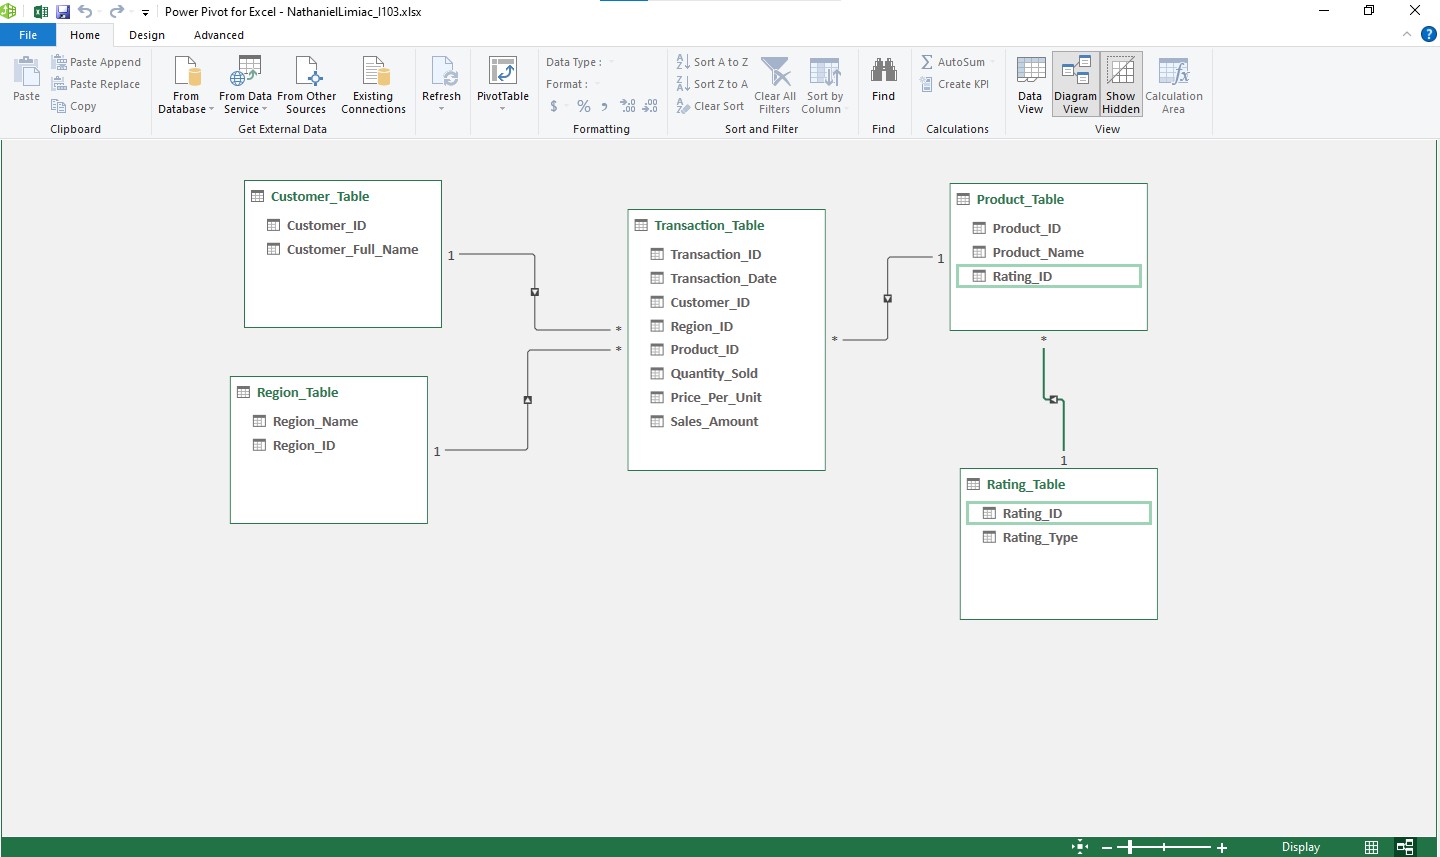 Power Pivot for Excel - NathanielLimiac_I103.xlsx
File Home Design Advanced
Paste
Paste Append
Paste Replace
Copy
Clipboard
From Database
From Data Service
From Other Sources
Existing Connections
Get External Data
Refresh
PivotTable
Data Type :
Format :
$ % , .00 .00
Formatting
Sort A to Z
Sort Z to A
Clear Sort
Clear All Filters
Sort by Column
Sort and Filter
Find
Find
AutoSum
Create KPI
Calculations
Data View
Diagram View
Show Hidden
Calculation Area
View
Customer_Table
Customer_ID
Customer_Full_Name
1
*
Region_Table
Region_Name
Region_ID
1
*
Transaction_Table
Transaction_ID
Transaction_Date
Customer_ID
Region_ID
Product_ID
Quantity_Sold
Price_Per_Unit
Sales_Amount
*
1
Product_Table
Product_ID
Product_Name
Rating_ID
*
1
Rating_Table
Rating_ID
Rating_Type
Display